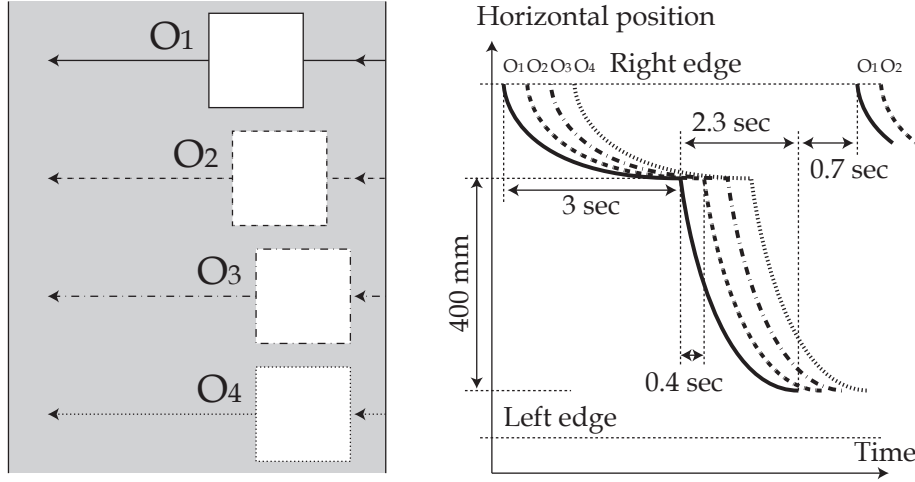 O1
O2
O3
O4
Horizontal position
O1 O2 O3 O4
Right edge
O1 O2
2.3 sec
0.7 sec
3 sec
400 mm
0.4 sec
Left edge
Time